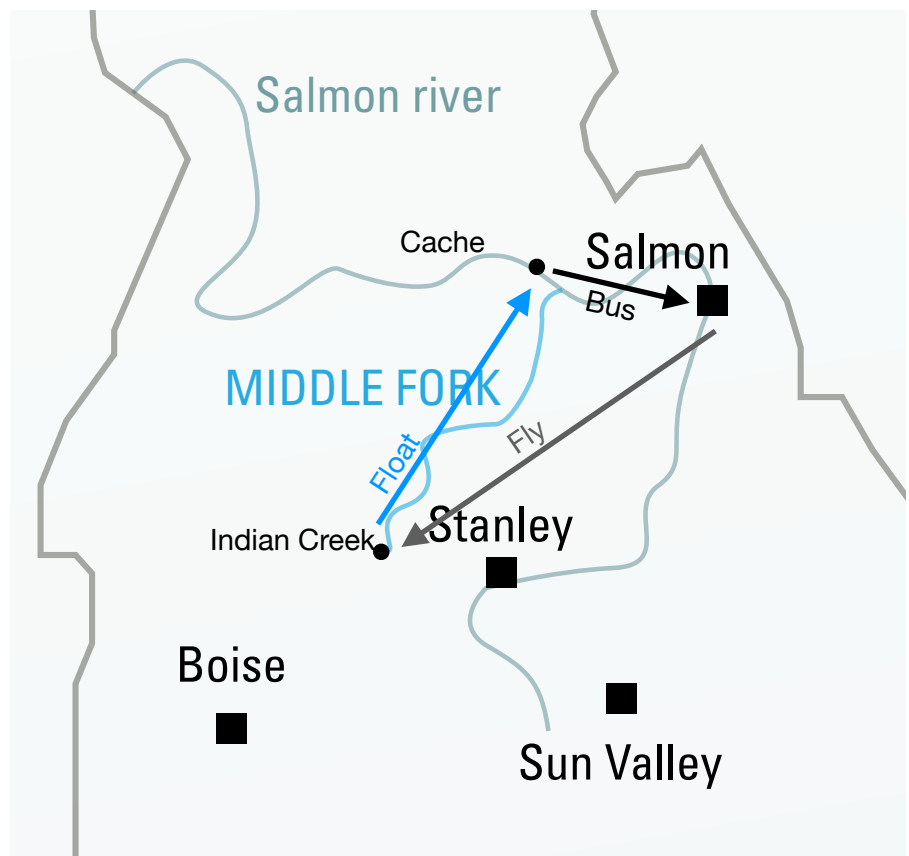 Salmon river
Cache
Salmon
Bus
MIDDLE FORK
Fly
Float
Stanley
Indian Creek
Boise
Sun Valley